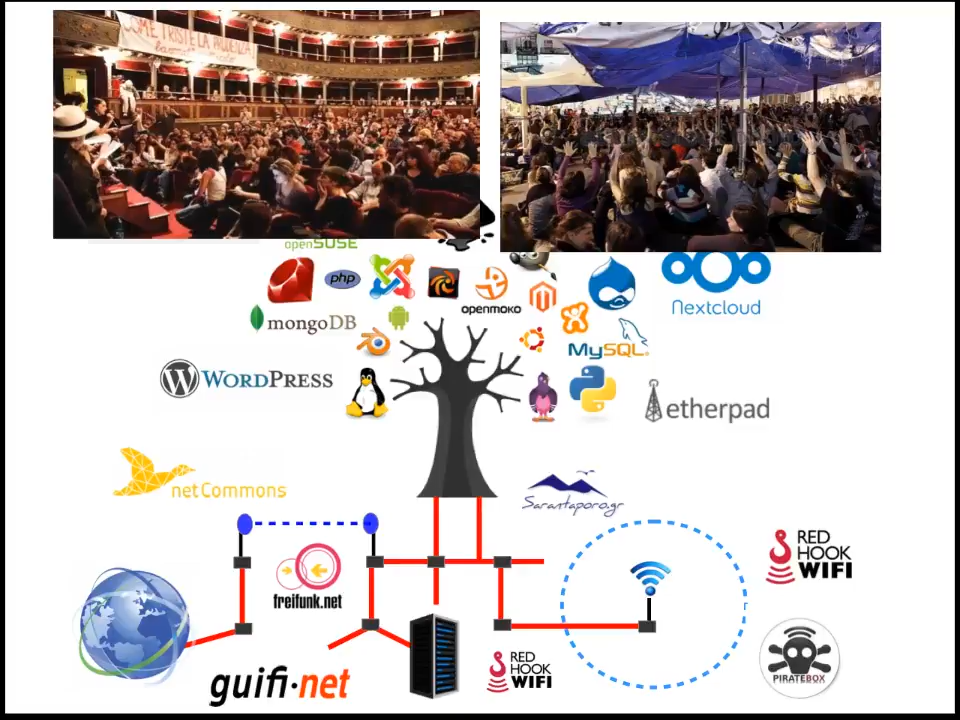 COME TRISTE LA PRUDENZA
openSUSE
php
openmoko
Nextcloud
mongoDB
MySQL
WORDPRESS
etherpad
netCommons
Sarantaporo.gr
RED
HOOK
WIFI
freifunk.net
guifi·net
RED
HOOK
WIFI
PIRATEBOX